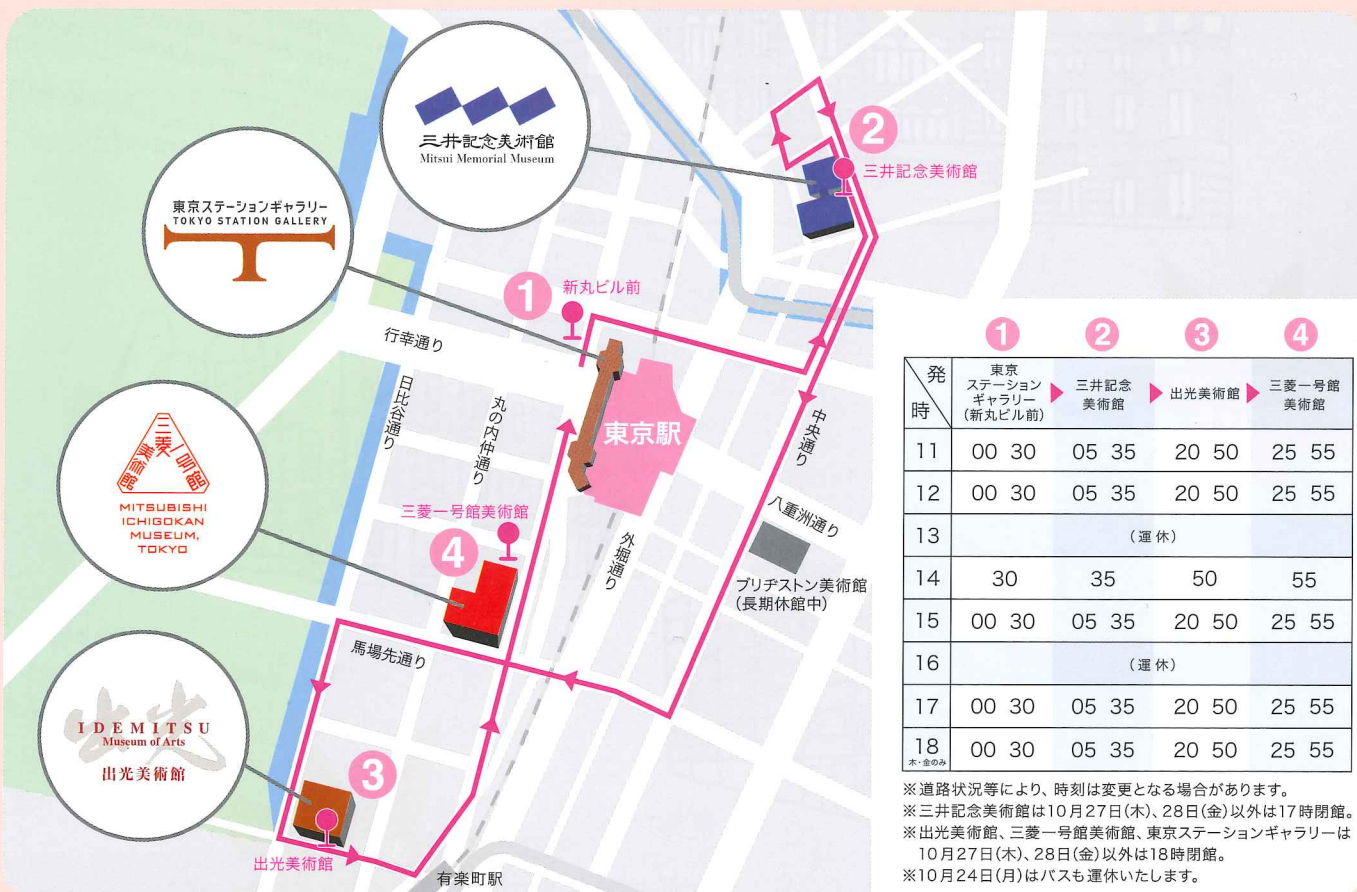 三井記念美術館
Mitsui Memorial Museum
東京ステーションギャラリー
TOKYO STATION GALLERY
三菱一号館
美術館
MITSUBISHI
ICHIGOKAN
MUSEUM,
TOKYO
出光
IDEMITSU
Museum of Arts
出光美術館
❷
三井記念美術館
❶
新丸ビル前
行幸通り
日比谷通り
丸の内仲通り
東京駅
中央通り
八重洲通り
外堀通り
三菱一号館美術館
❹
ブリヂストン美術館
(長期休館中)
馬場先通り
❸
出光美術館
有楽町駅
❶ ❷ ❸ ❹
発
時
東京
ステーション
ギャラリー
(新丸ビル前)
三井記念
美術館
出光美術館
三菱一号館
美術館
11 00 30 05 35 20 50 25 55
12 00 30 05 35 20 50 25 55
13 (運休)
14 30 35 50 55
15 00 30 05 35 20 50 25 55
16 (運休)
17 00 30 05 35 20 50 25 55
18 00 30 05 35 20 50 25 55
木・金のみ
※道路状況等により、時刻は変更となる場合があります。
※三井記念美術館は10月27日(木)、28日(金)以外は17時閉館。
※出光美術館、三菱一号館美術館、東京ステーションギャラリーは
10月27日(木)、28日(金)以外は18時閉館。
※10月24日(月)はバスも運休いたします。